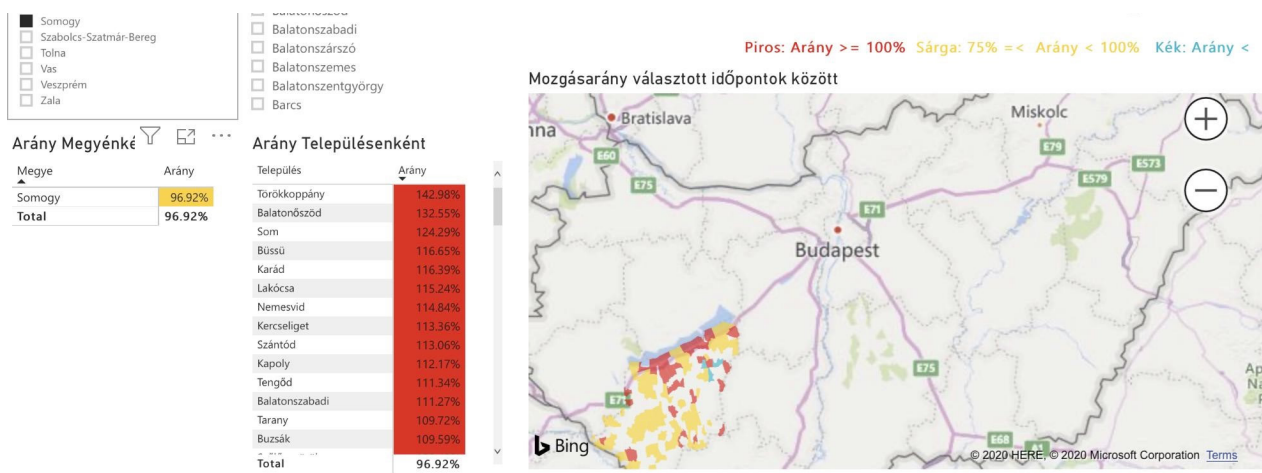 Somogy
Szabolcs-Szatmár-Bereg
Tolna
Vas
Veszprém
Zala
Balatonszabadi
Balatonszárszó
Balatonszemes
Balatonszentgyörgy
Barcs
Piros: Arány >= 100% Sárga: 75% =< Arány < 100% Kék: Arány <
Mozgásarány választott időpontok között
Arány Megyénké
Megye Arány
Somogy 96.92%
Total 96.92%
Arány Településenként
Település Arány
Törökkoppány 142.98%
Balatonőszöd 132.55%
Som 124.29%
Büssü 116.65%
Karád 116.39%
Lakócsa 115.24%
Nemesvid 114.84%
Kercseliget 113.36%
Szántód 113.06%
Kapoly 112.17%
Tengőd 111.34%
Balatonszabadi 111.27%
Tarany 109.72%
Buzsák 109.59%
Total 96.92%
nna
Bratislava
Miskolc
E60
E79
E573
E75
E579
E71
Budapest
E75
E71
Ap
Na
E68
A1
Bing
© 2020 HERE, © 2020 Microsoft Corporation Terms